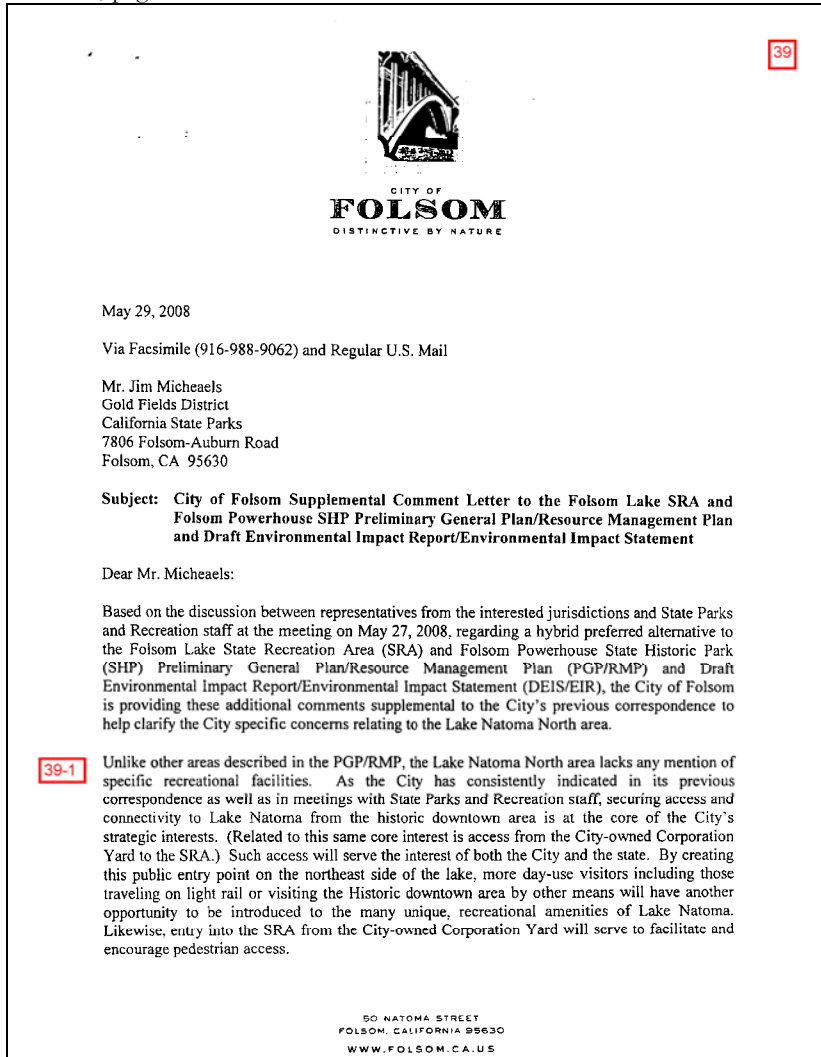 39
CITY OF
FOLSOM
DISTINCTIVE BY NATURE
May 29, 2008
Via Facsimile (916-988-9062) and Regular U.S. Mail
Mr. Jim Micheaels
Gold Fields District
California State Parks
7806 Folsom-Auburn Road
Folsom, CA 95630
Subject: City of Folsom Supplemental Comment Letter to the Folsom Lake SRA and
Folsom Powerhouse SHP Preliminary General Plan/Resource Management Plan
and Draft Environmental Impact Report/Environmental Impact Statement
Dear Mr. Micheaels:
Based on the discussion between representatives from the interested jurisdictions and State Parks
and Recreation staff at the meeting on May 27, 2008, regarding a hybrid preferred alternative to
the Folsom Lake State Recreation Area (SRA) and Folsom Powerhouse State Historic Park
(SHP) Preliminary General Plan/Resource Management Plan (PGP/RMP) and Draft
Environmental Impact Report/Environmental Impact Statement (DEIS/EIR), the City of Folsom
is providing these additional comments supplemental to the City's previous correspondence to
help clarify the City specific concerns relating to the Lake Natoma North area.
39-1
Unlike other areas described in the PGP/RMP, the Lake Natoma North area lacks any mention of
specific recreational facilities. As the City has consistently indicated in its previous
correspondence as well as in meetings with State Parks and Recreation staff, securing access and
connectivity to Lake Natoma from the historic downtown area is at the core of the City's
strategic interests. (Related to this same core interest is access from the City-owned Corporation
Yard to the SRA.) Such access will serve the interest of both the City and the state. By creating
this public entry point on the northeast side of the lake, more day-use visitors including those
traveling on light rail or visiting the Historic downtown area by other means will have another
opportunity to be introduced to the many unique, recreational amenities of Lake Natoma.
Likewise, entry into the SRA from the City-owned Corporation Yard will serve to facilitate and
encourage pedestrian access.
50 NATOMA STREET
FOLSOM, CALIFORNIA 95630
WWW.FOLSOM.CA.US